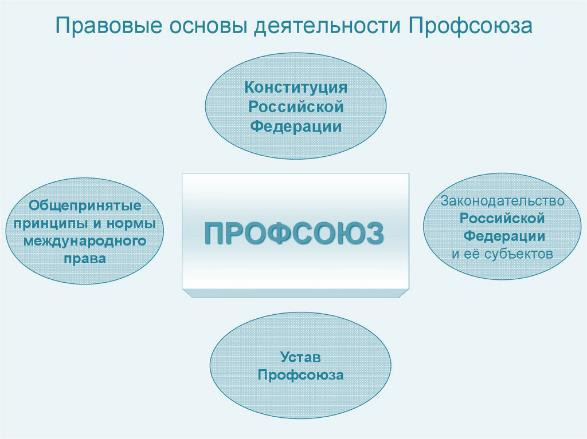 Правовые основы деятельности Профсоюза
Конституция
Российской
Федерации
Общепринятые
принципы и нормы
международного
права
ПРОФСОЮЗ
Законодательство
Российской
Федерации
и её субъектов
Устав
Профсоюза